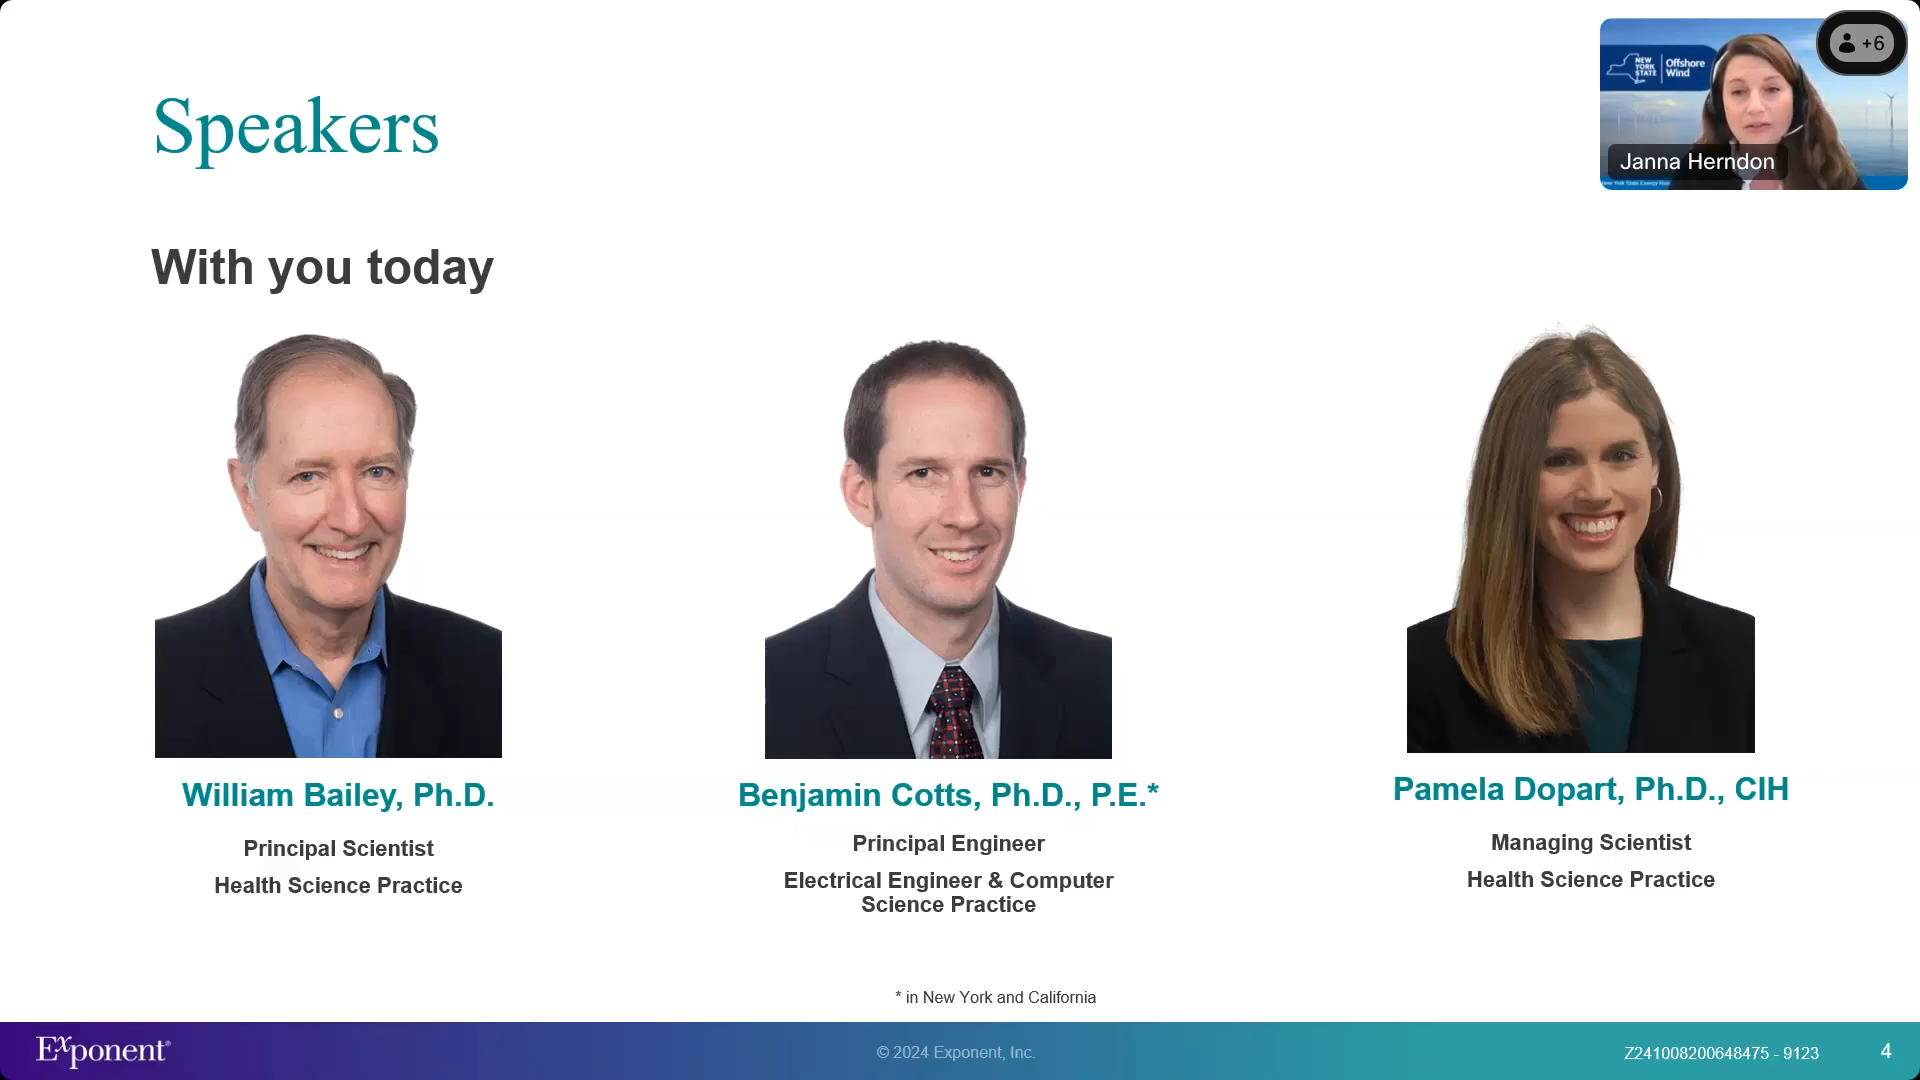 Speakers
+6
NEW
YORK
STATE
Offshore
Wind
Janna Herndon
With you today
William Bailey, Ph.D.
Principal Scientist
Health Science Practice
Benjamin Cotts, Ph.D., P.E.*
Principal Engineer
Electrical Engineer & Computer
Science Practice
Pamela Dopart, Ph.D., CIH
Managing Scientist
Health Science Practice
* in New York and California
Exponent®
© 2024 Exponent, Inc.
Z241008200648475 - 9123
4